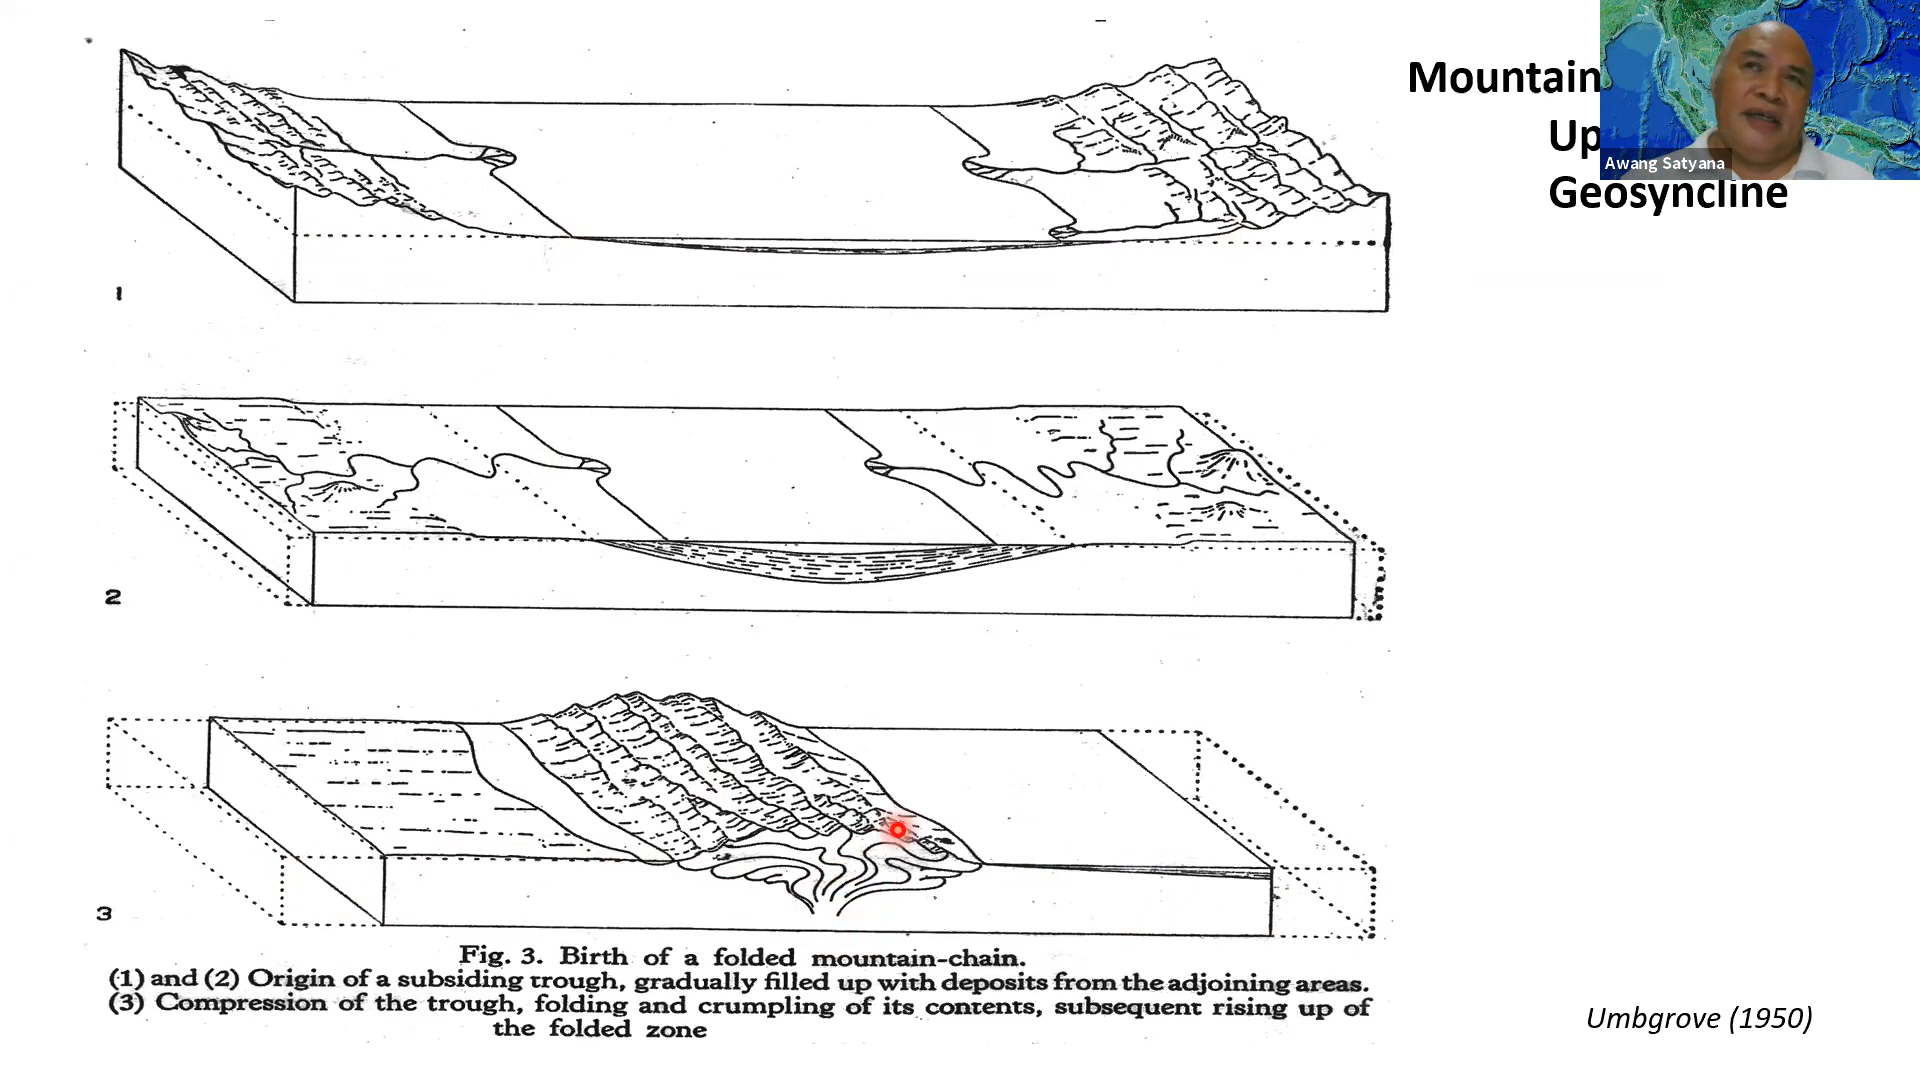 Mountain
Up
Geosyncline
Awang Satyana
1
2
3
Fig. 3. Birth of a folded mountain-chain.
(1) and (2) Origin of a subsiding trough, gradually filled up with deposits from the adjoining areas.
(3) Compression of the trough, folding and crumpling of its contents, subsequent rising up of
the folded zone
Umbgrove (1950)